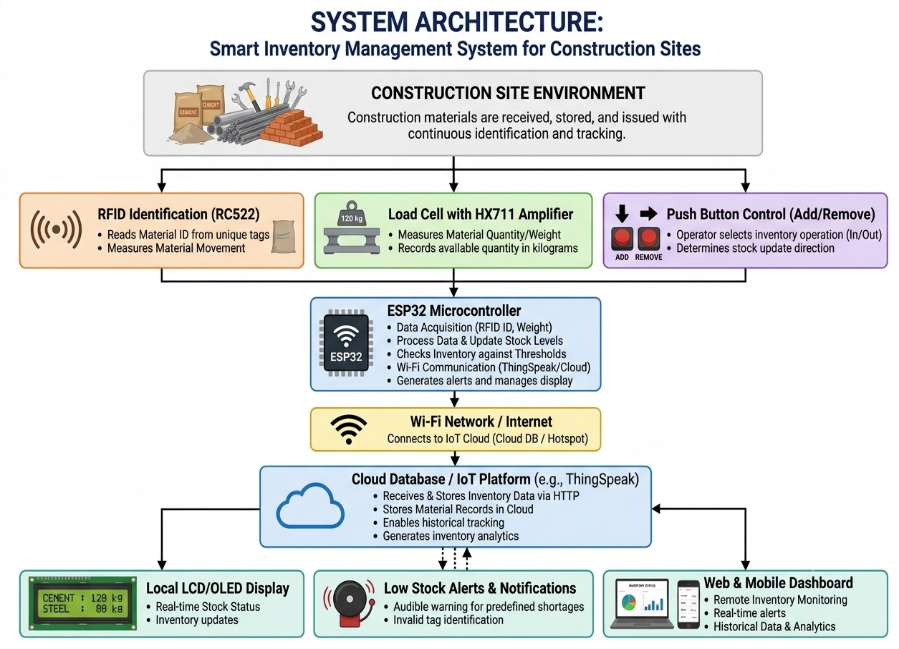 SYSTEM ARCHITECTURE:
Smart Inventory Management System for Construction Sites
CONSTRUCTION SITE ENVIRONMENT
Construction materials are received, stored, and issued with
continuous identification and tracking.
CEMENT
CEMENT
RFID Identification (RC522)
• Reads Material ID from unique tags
• Measures Material Movement
120 kg
Load Cell with HX711 Amplifier
• Measures Material Quantity/Weight
• Records available quantity in kilograms
ADD REMOVE
Push Button Control (Add/Remove)
• Operator selects inventory operation (In/Out)
• Determines stock update direction
ESP32
ESP32 Microcontroller
• Data Acquisition (RFID ID, Weight)
• Process Data & Update Stock Levels
• Checks Inventory against Thresholds
• Wi-Fi Communication (ThingSpeak/Cloud)
• Generates alerts and manages display
Wi-Fi Network / Internet
Connects to IoT Cloud (Cloud DB / Hotspot)
Cloud Database / IoT Platform (e.g., ThingSpeak)
• Receives & Stores Inventory Data via HTTP
• Stores Material Records in Cloud
• Enables historical tracking
• Generates inventory analytics
CEMENT : 120 kg
STEEL : 80 kg
Local LCD/OLED Display
• Real-time Stock Status
• Inventory updates
Low Stock Alerts & Notifications
• Audible warning for predefined shortages
• Invalid tag identification
Web & Mobile Dashboard
• Remote Inventory Monitoring
• Real-time alerts
• Historical Data & Analytics